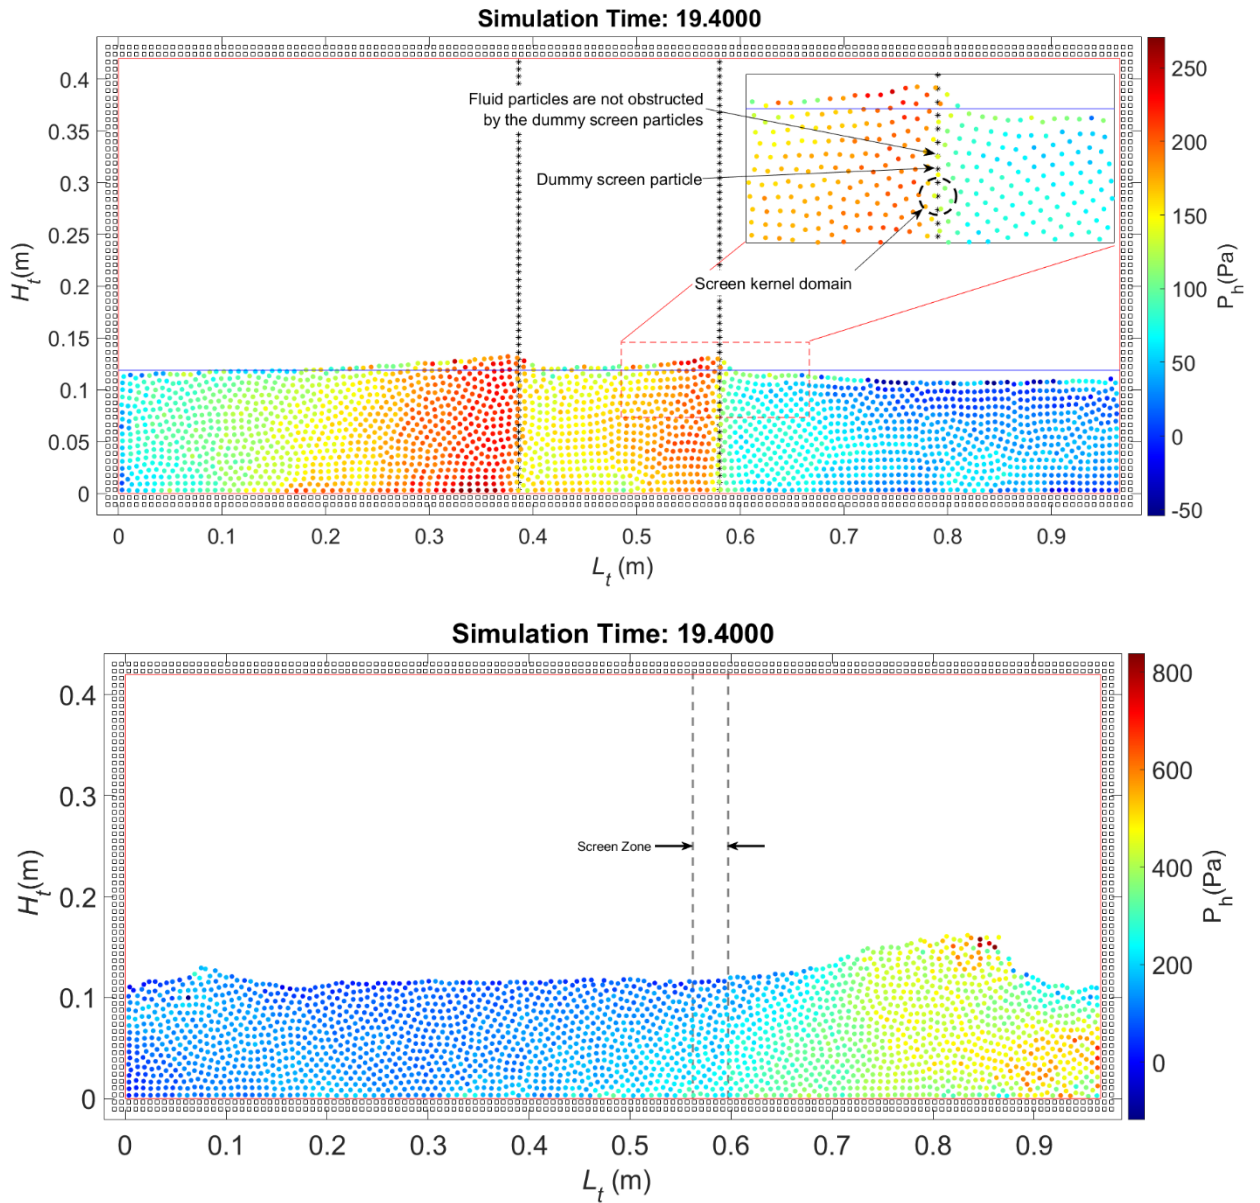 Simulation Time: 19.4000
0.4
0.35
0.3
0.25
0.2
0.15
0.1
0.05
0
H_t(m)
Fluid particles are not obstructed
by the dummy screen particles
Dummy screen particle
Screen kernel domain
250
200
150
100
50
0
-50
P_h(Pa)
0 0.1 0.2 0.3 0.4 0.5 0.6 0.7 0.8 0.9
L_t (m)
Simulation Time: 19.4000
0.4
0.3
0.2
0.1
0
H_t(m)
Screen Zone
800
600
400
200
0
P_h(Pa)
0 0.1 0.2 0.3 0.4 0.5 0.6 0.7 0.8 0.9
L_t (m)